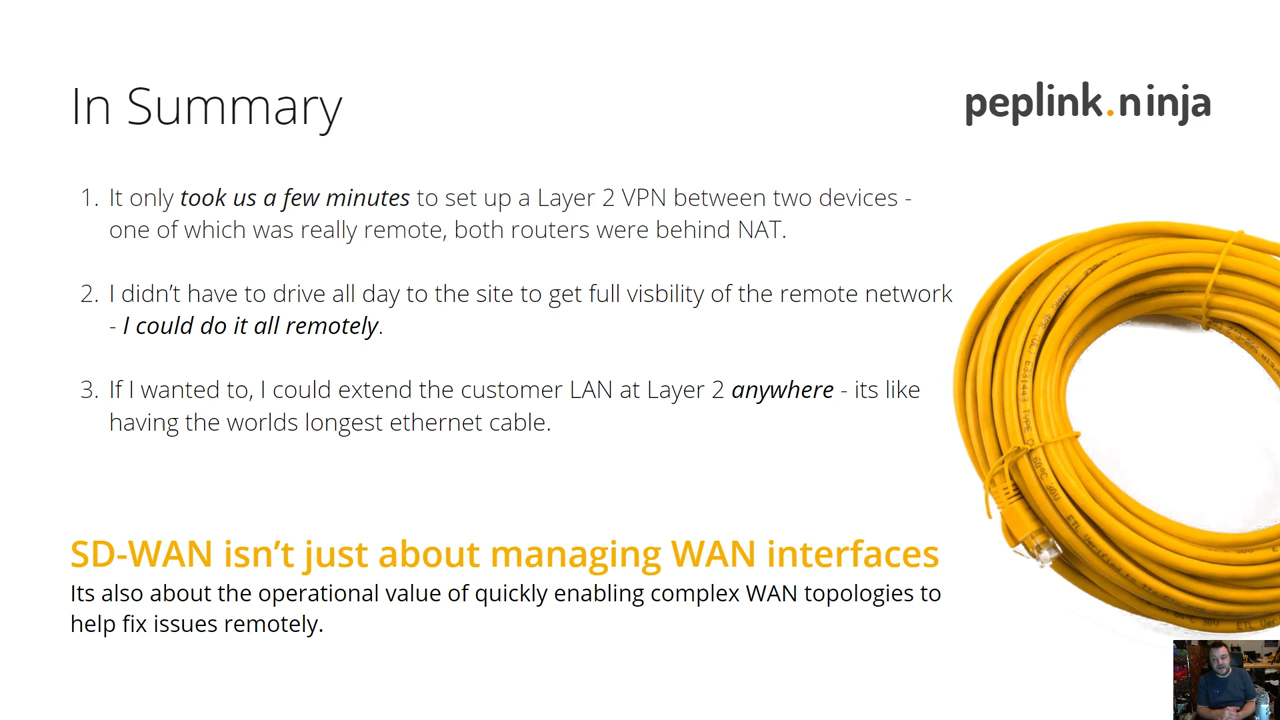 In Summary
peplink.ninja
1. It only took us a few minutes to set up a Layer 2 VPN between two devices -
one of which was really remote, both routers were behind NAT.
2. I didn’t have to drive all day to the site to get full visbility of the remote network
- I could do it all remotely.
3. If I wanted to, I could extend the customer LAN at Layer 2 anywhere - its like
having the worlds longest ethernet cable.
SD-WAN isn’t just about managing WAN interfaces
Its also about the operational value of quickly enabling complex WAN topologies to
help fix issues remotely.